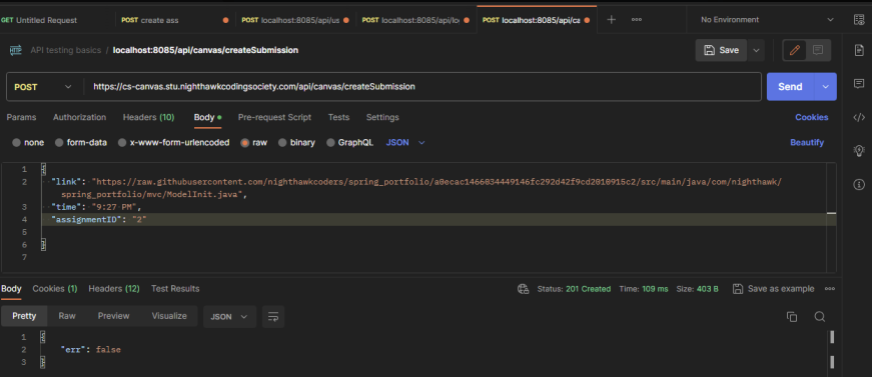 GET Untitled Request
POST create ass
POST localhost:8085/api/us
POST localhost:8085/api/lo
POST localhost:8085/api/ca
No Environment
API testing basics / localhost:8085/api/canvas/createSubmission
Save
POST https://cs-canvas.stu.nighthawkcodingsociety.com/api/canvas/createSubmission Send
Params Authorization Headers (10) Body Pre-request Script Tests Settings Cookies
none form-data x-www-form-urlencoded raw binary GraphQL JSON Beautify
1 {
2 "link": "https://raw.githubusercontent.com/nighthawkcoders/spring_portfolio/a0ecac1466834449146fc292d42f9cd2018915c2/src/main/java/com/nighthawk/
spring_portfolio/mvc/ModelInit.java",
3 "time": "9:27 PM",
4 "assignmentID": "2"
5
6 }
7
Body Cookies (1) Headers (12) Test Results Status: 201 Created Time: 109 ms Size: 403 B Save as example
Pretty Raw Preview Visualize JSON
1 {
2 "err": false
3 }